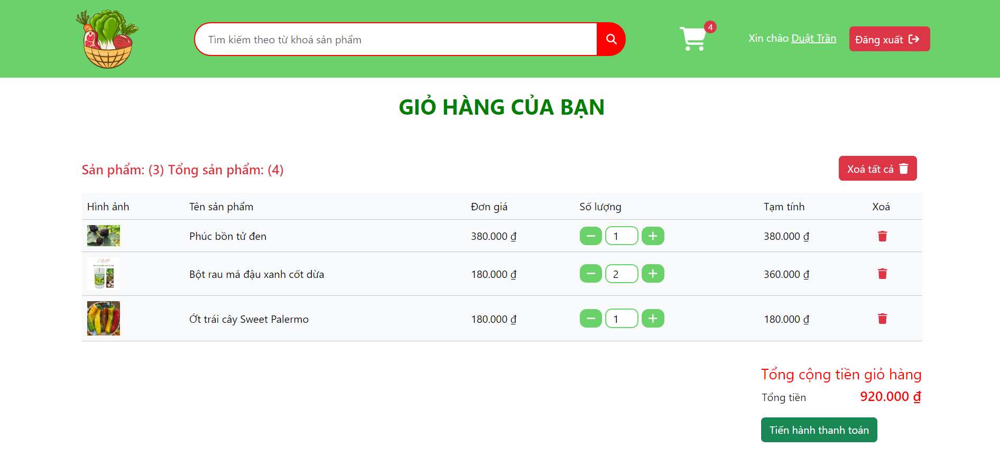 Tìm kiếm theo từ khoá sản phẩm
4
Xin chào Duật Trần
Đăng xuất
GIỎ HÀNG CỦA BẠN
Sản phẩm: (3) Tổng sản phẩm: (4)
Xoá tất cả
Hình ảnh Tên sản phẩm Đơn giá Số lượng Tạm tính Xoá
Phúc bồn tử đen 380.000 ₫ 1 380.000 ₫
Bột rau má đậu xanh cốt dừa 180.000 ₫ 2 360.000 ₫
Ớt trái cây Sweet Palermo 180.000 ₫ 1 180.000 ₫
Tổng cộng tiền giỏ hàng
Tổng tiền 920.000 ₫
Tiến hành thanh toán